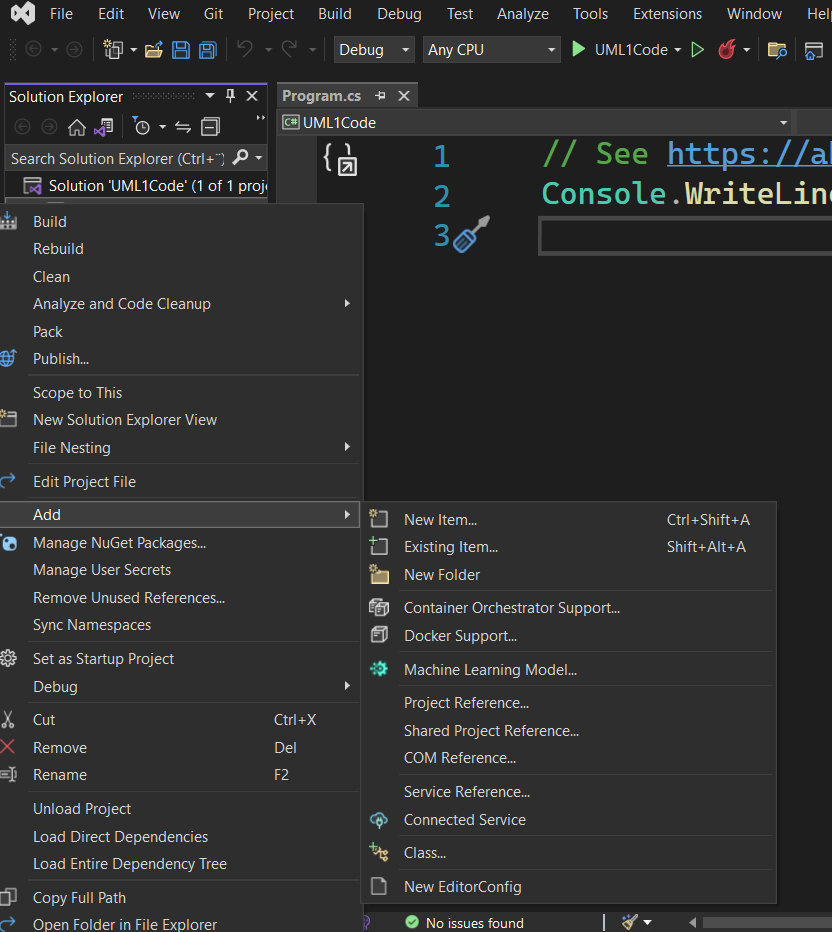 File Edit View Git Project Build Debug Test Analyze Tools Extensions Window
Debug Any CPU UML1Code
Solution Explorer
Program.cs
UML1Code
Search Solution Explorer (Ctrl+¨)
Solution 'UML1Code' (1 of 1
1 // See https://
2 Console.
3
Build
Rebuild
Clean
Analyze and Code Cleanup
Pack
Publish...
Scope to This
New Solution Explorer View
File Nesting
Edit Project File
Add
Manage NuGet Packages...
Manage User Secrets
Remove Unused References...
Sync Namespaces
Set as Startup Project
Debug
Cut Ctrl+X
Remove Del
Rename F2
Unload Project
Load Direct Dependencies
Load Entire Dependency Tree
Copy Full Path
Open Folder in File Explorer
New Item... Ctrl+Shift+A
Existing Item... Shift+Alt+A
New Folder
Container Orchestrator Support...
Docker Support...
Machine Learning Model...
Project Reference...
Shared Project Reference...
COM Reference...
Service Reference...
Connected Service
Class...
New EditorConfig
No issues found